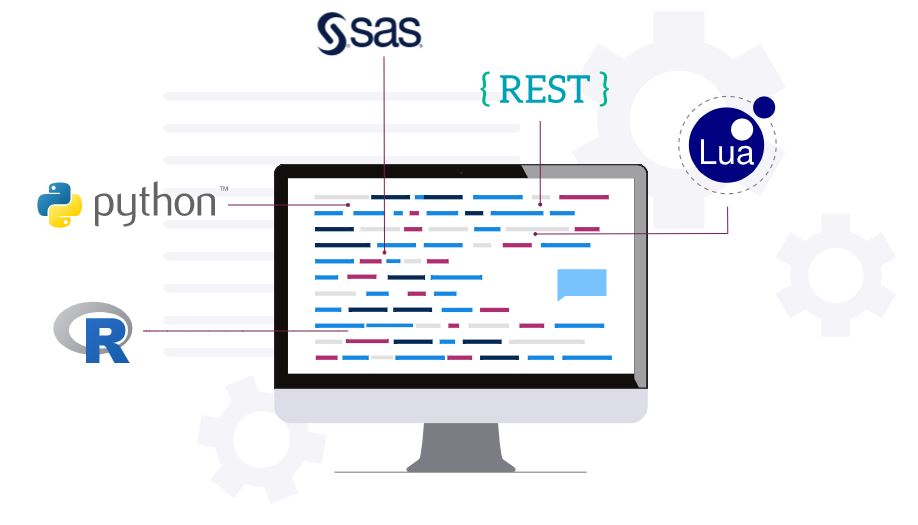 sas
{ REST }
Lua
python™
R